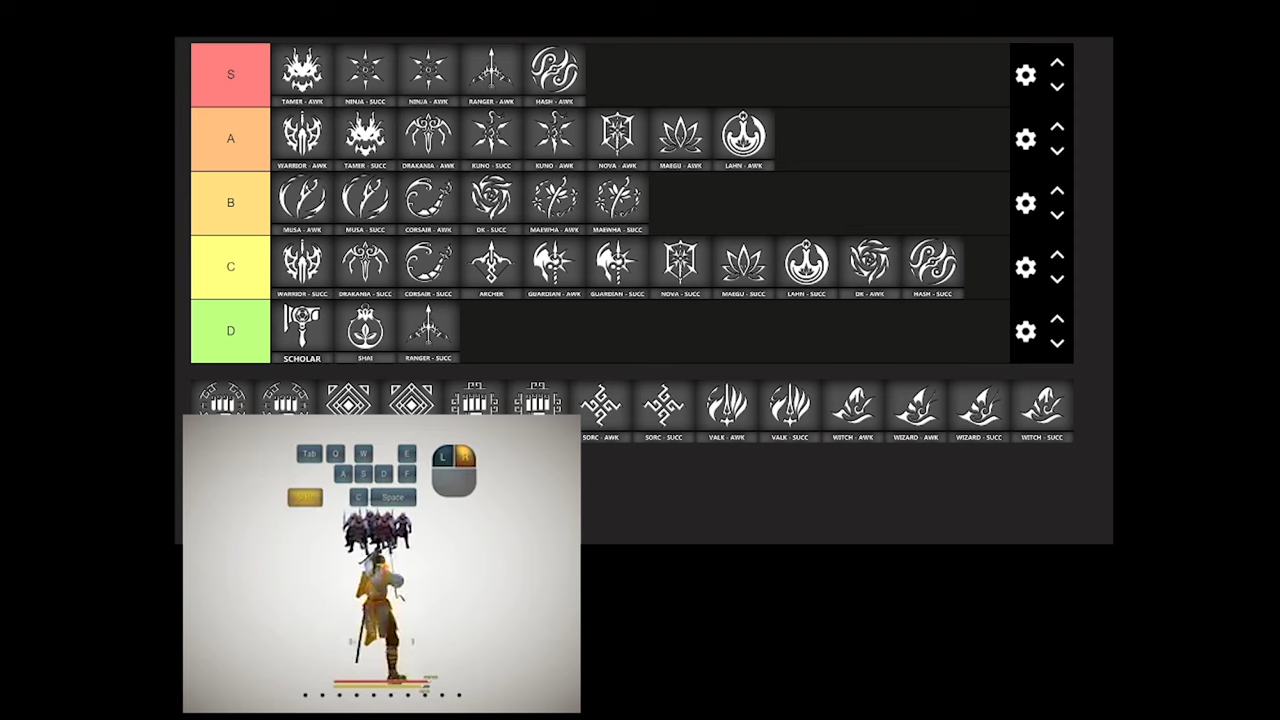 S
TAMER - AWK NINJA - SUCC NINJA - AWK RANGER - AWK HASH - AWK
A
WARRIOR - AWK TAMER - SUCC DRAKANIA - AWK KUNO - SUCC KUNO - AWK NOVA - AWK MAEGU - AWK LAHN - AWK
B
MUSA - AWK MUSA - SUCC CORSAIR - AWK DK - SUCC MAEWHA - AWK MAEWHA - SUCC
C
WARRIOR - SUCC DRAKANIA - SUCC CORSAIR - SUCC ARCHER GUARDIAN - AWK GUARDIAN - SUCC NOVA - SUCC MAEGU - SUCC LAHN - SUCC DK - AWK HASH - SUCC
D
SCHOLAR SHAI RANGER - SUCC
SORC - AWK SORC - SUCC VALK - AWK VALK - SUCC WITCH - AWK WIZARD - AWK WIZARD - SUCC WITCH - SUCC
Tab Q W E L R
A S D F
C Space